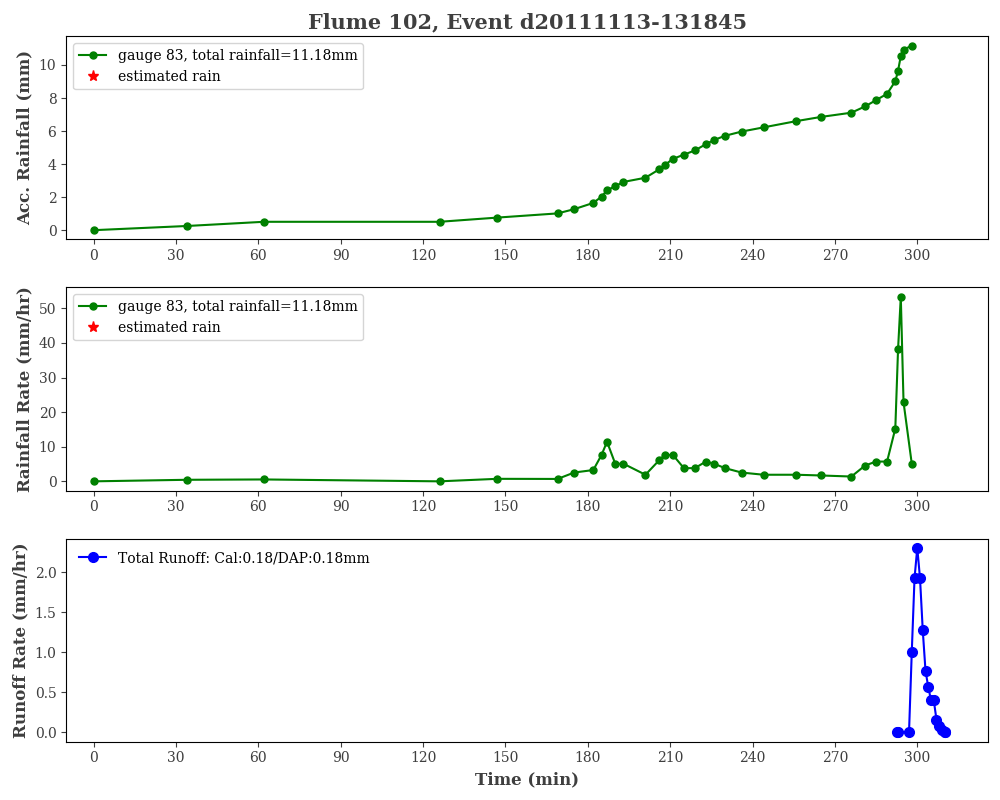 Flume 102, Event d20111113-131845
Acc. Rainfall (mm)
10
8
6
4
2
0
gauge 83, total rainfall=11.18mm
estimated rain
0 30 60 90 120 150 180 210 240 270 300
Rainfall Rate (mm/hr)
50
40
30
20
10
0
gauge 83, total rainfall=11.18mm
estimated rain
0 30 60 90 120 150 180 210 240 270 300
Runoff Rate (mm/hr)
2.0
1.5
1.0
0.5
0.0
Total Runoff: Cal:0.18/DAP:0.18mm
0 30 60 90 120 150 180 210 240 270 300
Time (min)